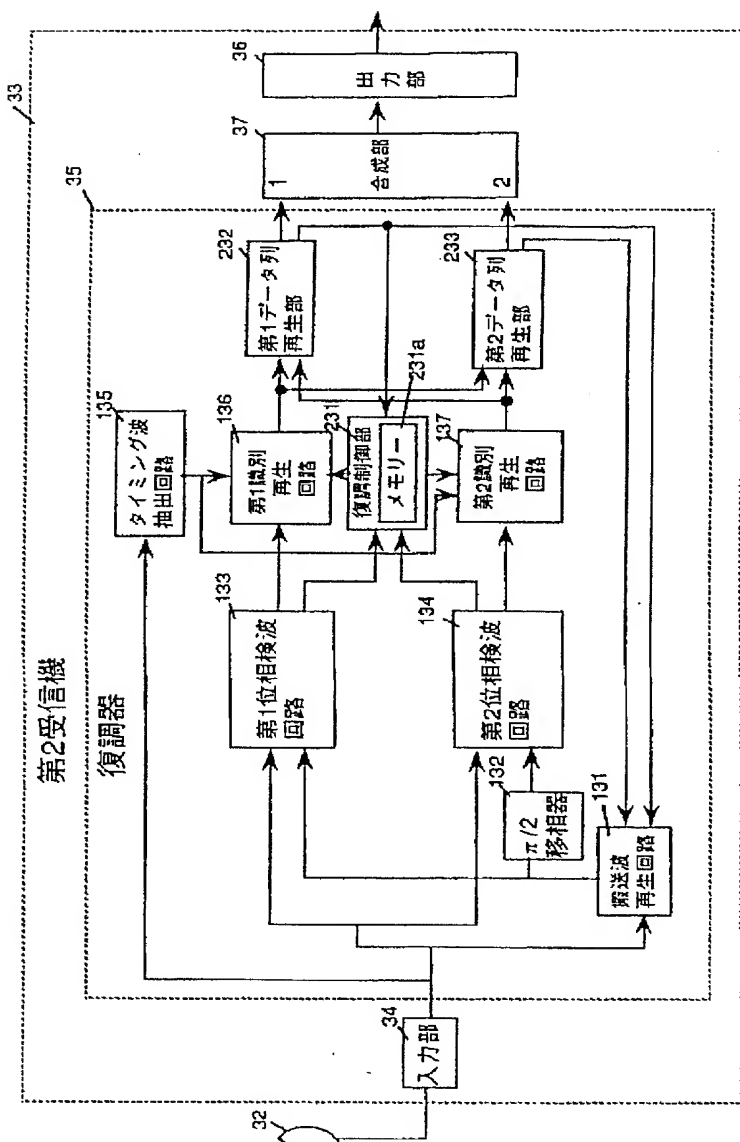 33
第2受信機
35
復調器
32
34
入力部
135
タイミング波
抽出回路
133
第1位相検波
回路
134
第2位相検波
回路
132
π/2
移相器
131
搬送波
再生回路
136
第1識別
再生
回路
231
復調制御部
メモリー
231a
137
第2識別
再生
回路
232
第1データ列
再生部
233
第2データ列
再生部
37
1
合成部
2
36
出力部